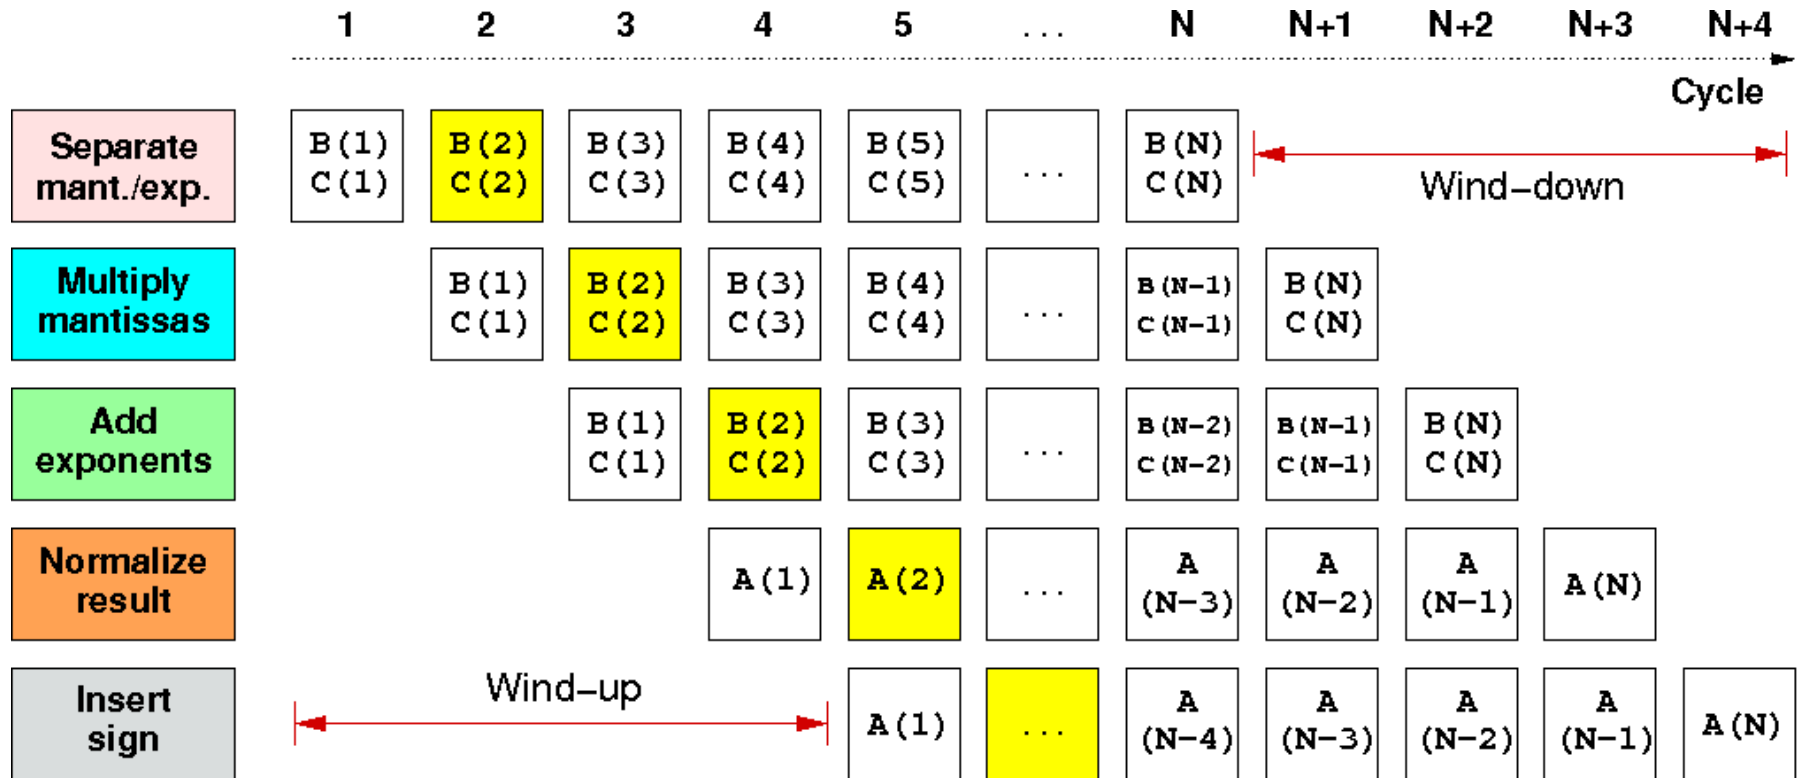 1 2 3 4 5 ... N N+1 N+2 N+3 N+4
Cycle
Separate
mant./exp.
B(1) B(2) B(3) B(4) B(5) ... B(N)
C(1) C(2) C(3) C(4) C(5) C(N)
Wind-down
Multiply
mantissas
B(1) B(2) B(3) B(4) ... B(N-1) B(N)
C(1) C(2) C(3) C(4) C(N-1) C(N)
Add
exponents
B(1) B(2) B(3) ... B(N-2) B(N-1) B(N)
C(1) C(2) C(3) C(N-2) C(N-1) C(N)
Normalize
result
A(1) A(2) ... A A A A(N)
(N-3) (N-2) (N-1)
Insert
sign
Wind-up
A(1) ... A A A A A(N)
(N-4) (N-3) (N-2) (N-1)